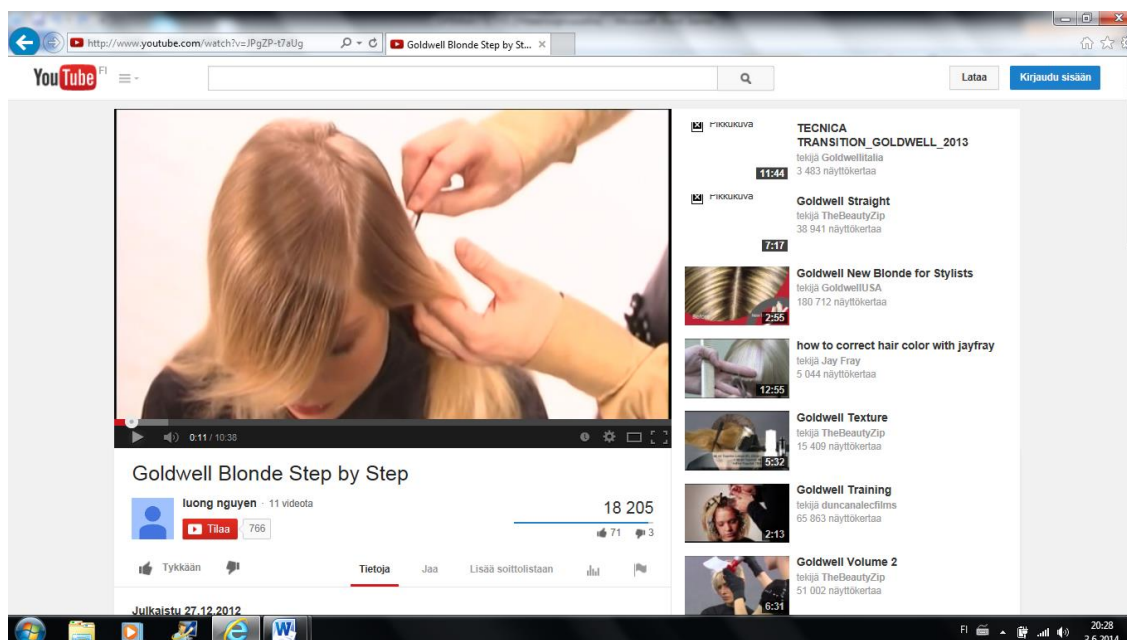 http://www.youtube.com/watch?v=JPgZP-t7aUg
Goldwell Blonde Step by St...
YouTube FI
Lataa
Kirjaudu sisään
0:11 / 10:38
Goldwell Blonde Step by Step
luong nguyen · 11 videota
Tilaa 766
18 205
71 3
Tykkään
Tietoja Jaa Lisää soittolistaan
Julkaistu 27.12.2012
Pikkukuva
11:44
TECNICA
TRANSITION_GOLDWELL_2013
tekijä Goldwellitalia
3 483 näyttökertaa
Pikkukuva
7:17
Goldwell Straight
tekijä TheBeautyZip
38 941 näyttökertaa
2:55
Goldwell New Blonde for Stylists
tekijä GoldwellUSA
180 712 näyttökertaa
12:55
how to correct hair color with jayfray
tekijä Jay Fray
5 044 näyttökertaa
5:32
Goldwell Texture
tekijä TheBeautyZip
15 409 näyttökertaa
2:13
Goldwell Training
tekijä duncanalecfilms
65 863 näyttökertaa
6:31
Goldwell Volume 2
tekijä TheBeautyZip
51 002 näyttökertaa
FI
20:28
3.6.2014